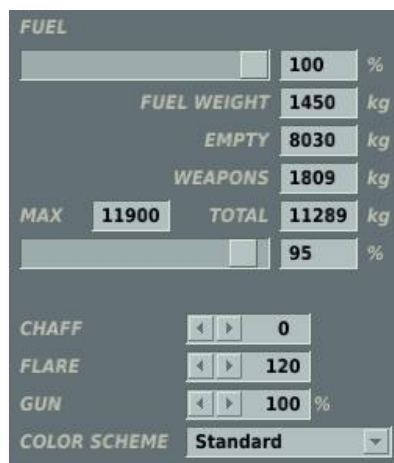 FUEL
100 %
FUEL WEIGHT 1450 kg
EMPTY 8030 kg
WEAPONS 1809 kg
MAX 11900 TOTAL 11289 kg
95 %
CHAFF 0
FLARE 120
GUN 100 %
COLOR SCHEME Standard